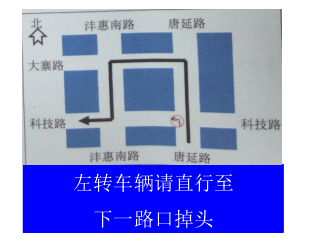 北 沣惠南路 唐延路
大寨路
科技路 科技路
沣惠南路 唐延路
左转车辆请直行至
下一路口掉头